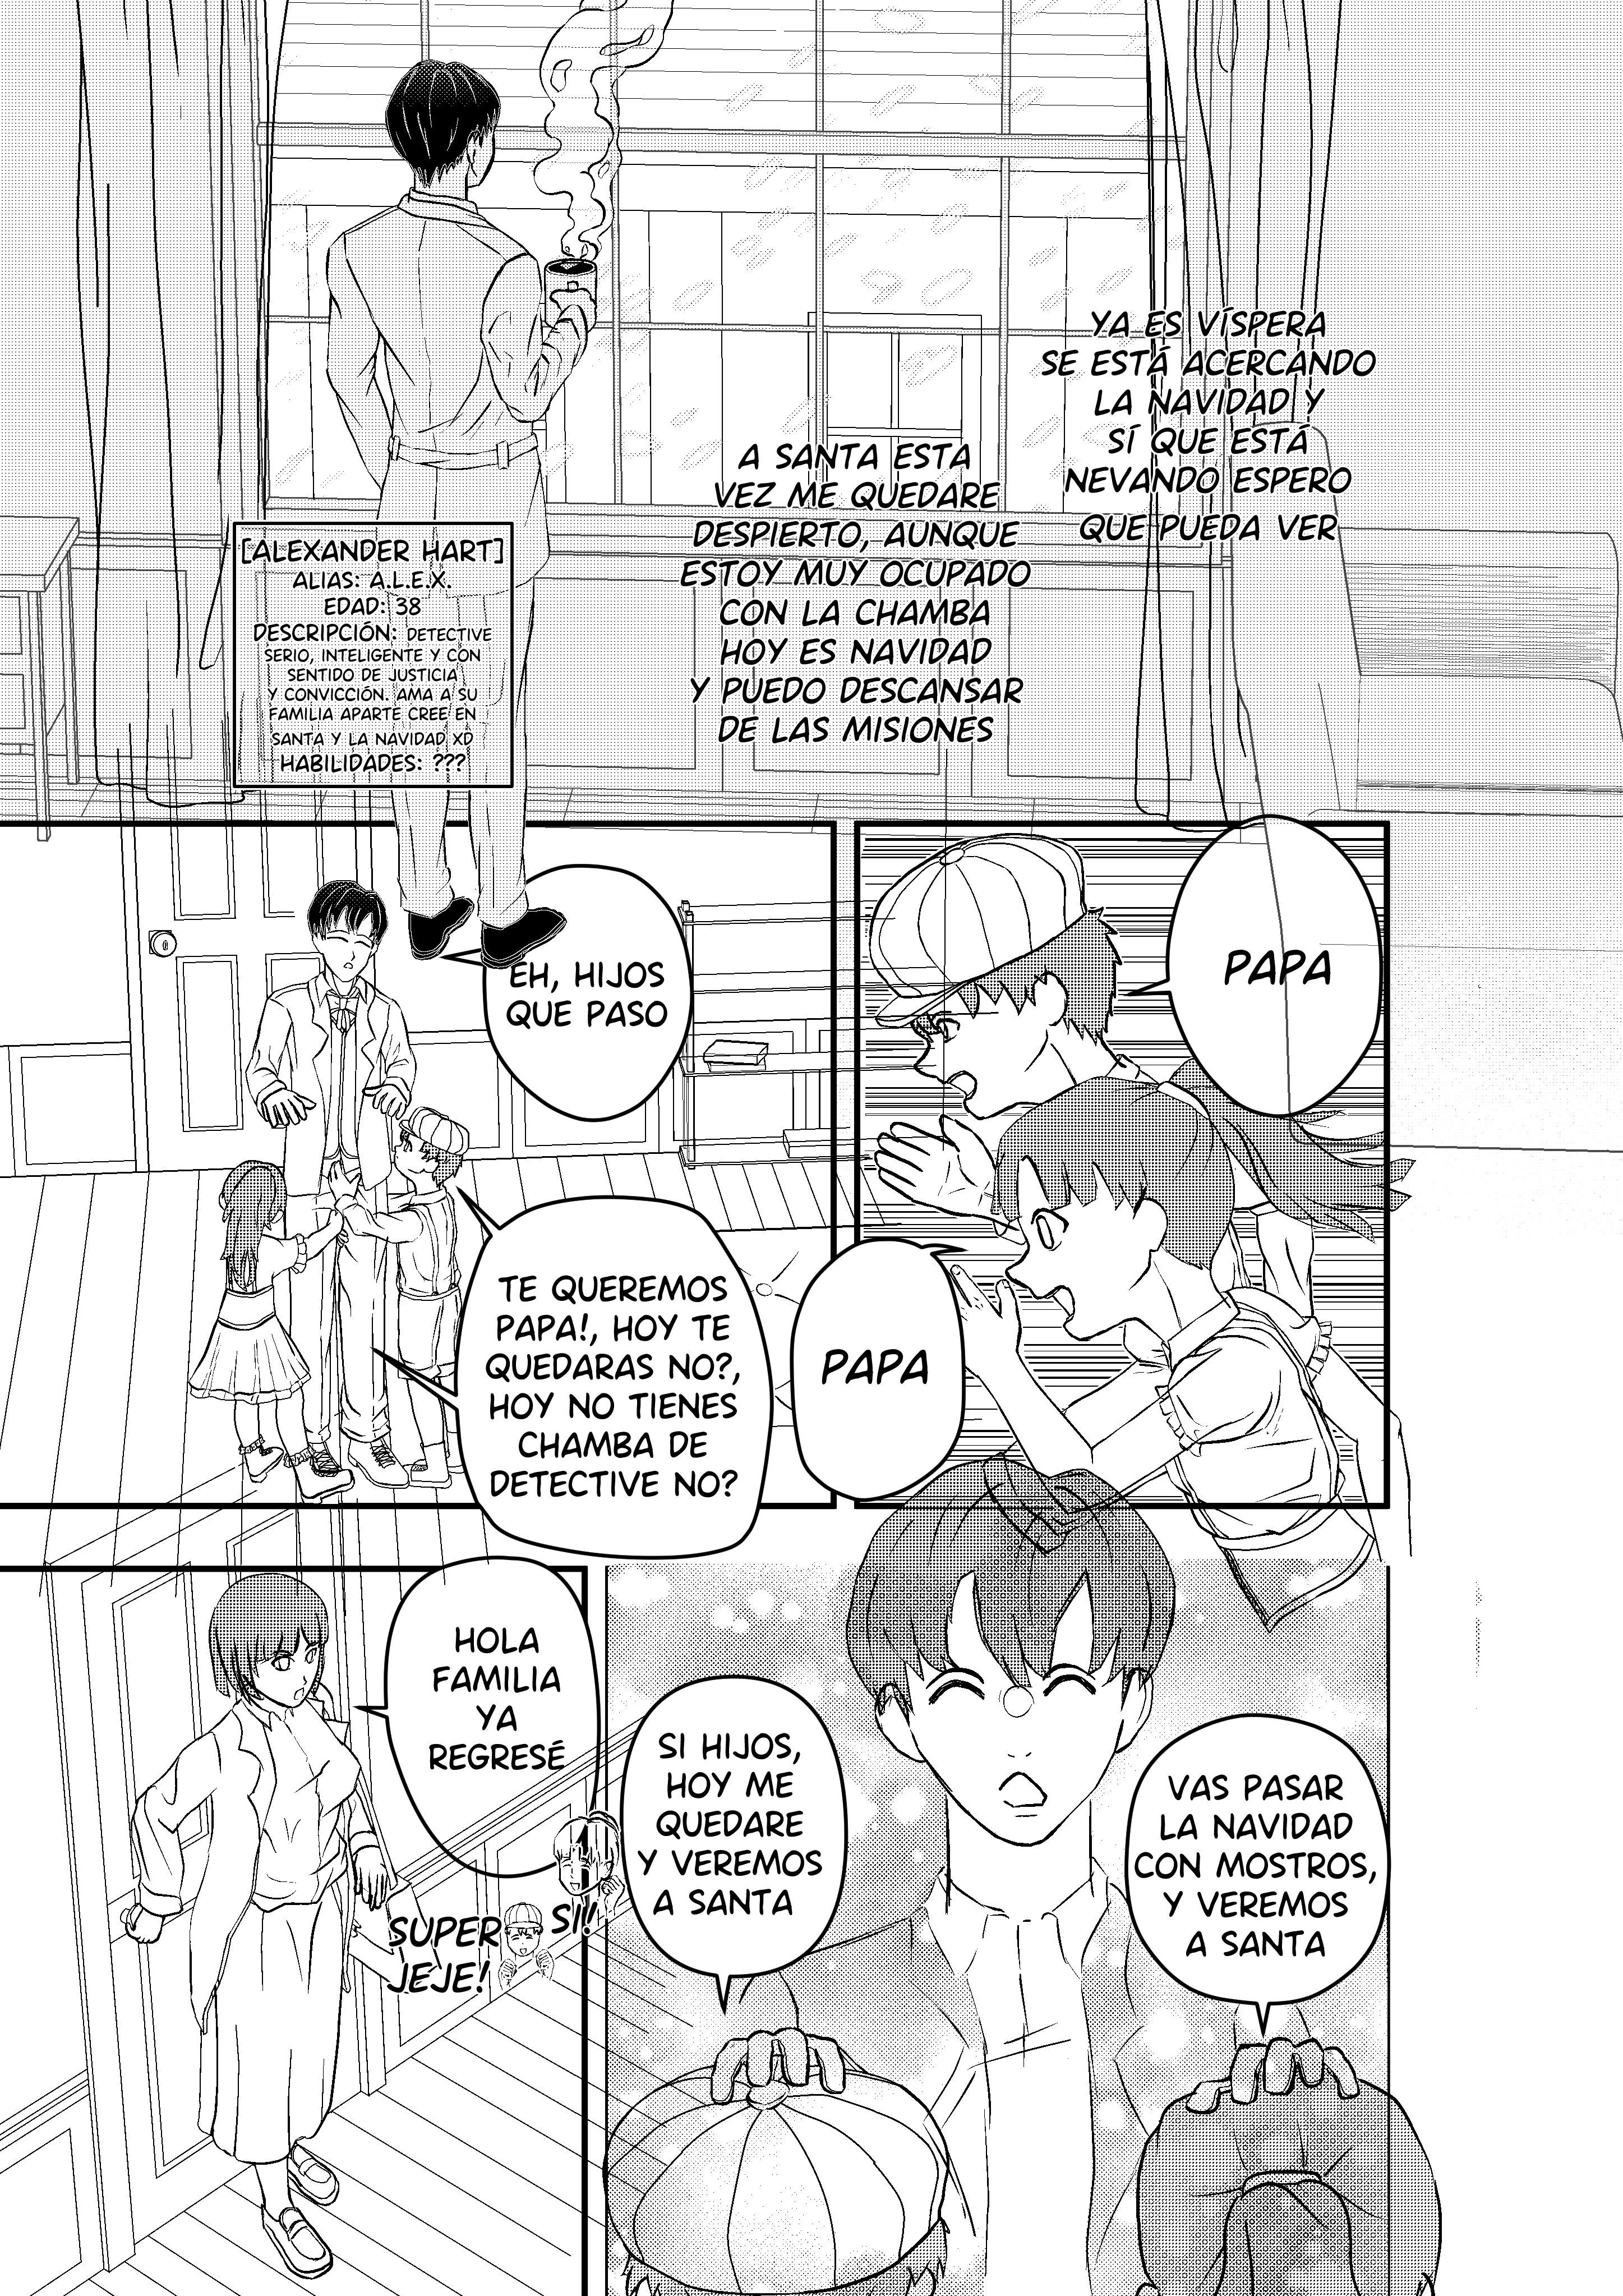 YA ES VÍSPERA
SE ESTÁ ACERCANDO
LA NAVIDAD Y
SÍ QUE ESTÁ
NEVANDO ESPERO
QUE PUEDA VER
A SANTA ESTA
VEZ ME QUEDARE
DESPIERTO, AUNQUE
ESTOY MUY OCUPADO
CON LA CHAMBA
HOY ES NAVIDAD
Y PUEDO DESCANSAR
DE LAS MISIONES
[ALEXANDER HART]
ALIAS: A.L.E.X.
EDAD: 38
DESCRIPCIÓN: DETECTIVE
SERIO, INTELIGENTE Y CON
SENTIDO DE JUSTICIA
Y CONVICCIÓN. AMA A SU
FAMILIA APARTE CREE EN
SANTA Y LA NAVIDAD XD
HABILIDADES: ???
PAPA
PAPA
EH, HIJOS
QUE PASO
TE QUEREMOS
PAPA!, HOY TE
QUEDARAS NO?,
HOY NO TIENES
CHAMBA DE
DETECTIVE NO?
VAS PASAR
LA NAVIDAD
CON MOSTROS,
Y VEREMOS
A SANTA
SI HIJOS,
HOY ME
QUEDARE
Y VEREMOS
A SANTA
HOLA
FAMILIA
YA
REGRESÉ
SI!
SUPER
JEJE!